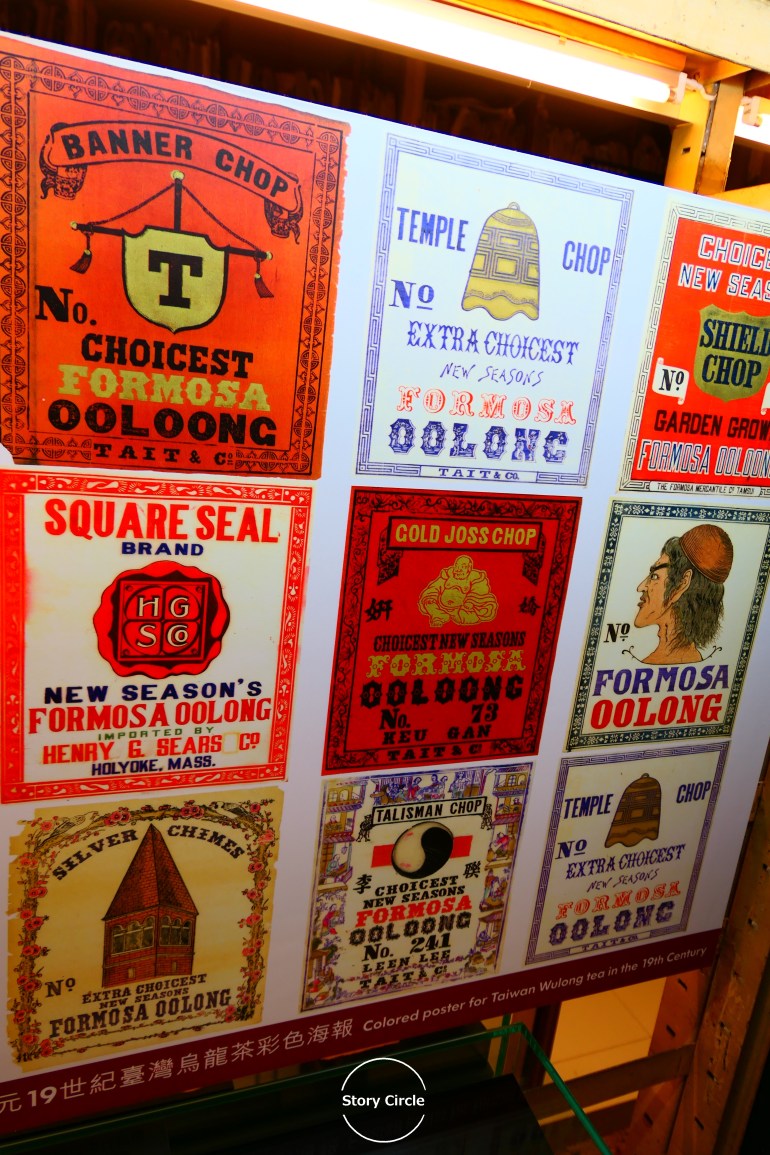 BANNER CHOP
T
No.
CHOICEST
FORMOSA
OOLOONG
TAIT & Co
TEMPLE CHOP
No
EXTRA CHOICEST
NEW SEASONS
FORMOSA
OOLONG
TAIT & CO.
CHOICE
NEW SEAS
SHIELD
CHOP
No
GARDEN GROW
FORMOSA OOLON
THE FORMOSA MERCANTILE Co TAMSUI
SQUARE SEAL
BRAND
HG
SCo
NEW SEASON'S
FORMOSA OOLONG
IMPORTED BY
HENRY G. SEARS Co
HOLYOKE, MASS.
GOLD JOSS CHOP
CHOICEST NEW SEASONS
FORMOSA
OOLOONG
No. 73
KEU GAN
TAIT & C
No
FORMOSA
OOLONG
SILVER CHIMES
No
EXTRA CHOICEST
NEW SEASONS
FORMOSA OOLONG
TALISMAN CHOP
李 聯
CHOICEST
NEW SEASONS
FORMOSA
OOLOONG
No. 241
LEEN LEE
TAIT & Co
TEMPLE CHOP
No
EXTRA CHOICEST
NEW SEASONS
FORMOSA
OOLONG
TAIT & Co.
元19世紀臺灣烏龍茶彩色海報 Colored poster for Taiwan Wulong tea in the 19th Century
Story Circle